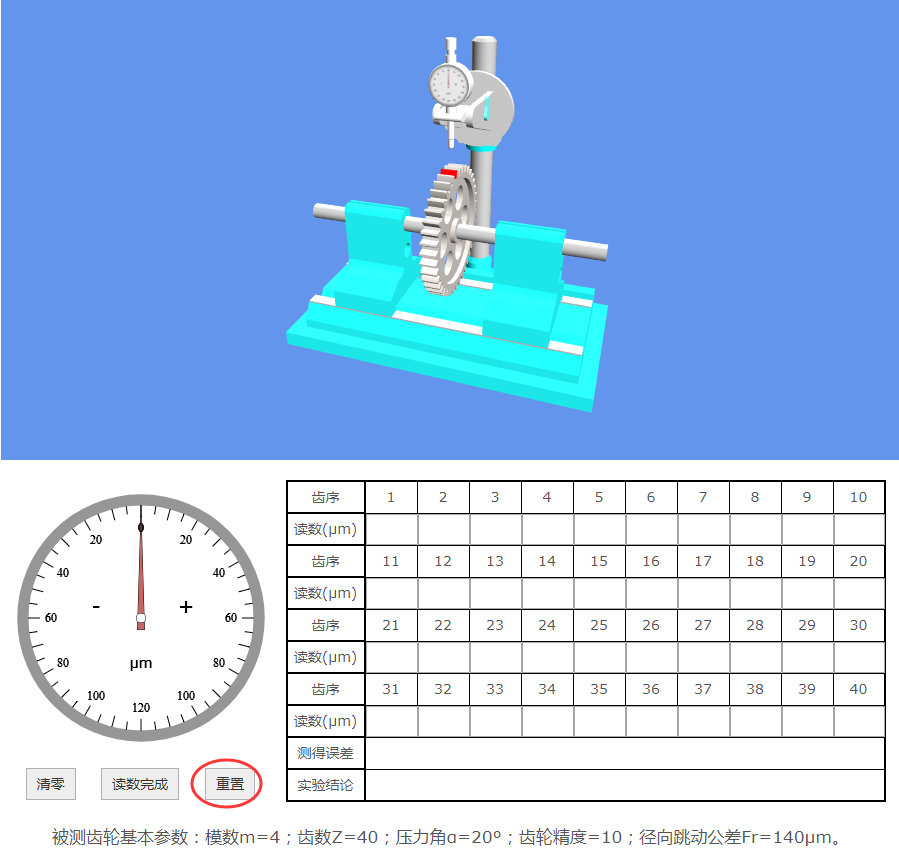 0
20 20
40 40
- +
60 60
μm
80 80
100 100
120
清零 读数完成 重置
齿序 1 2 3 4 5 6 7 8 9 10
读数(μm)
齿序 11 12 13 14 15 16 17 18 19 20
读数(μm)
齿序 21 22 23 24 25 26 27 28 29 30
读数(μm)
齿序 31 32 33 34 35 36 37 38 39 40
读数(μm)
测得误差
实验结论
被测齿轮基本参数：模数m=4；齿数Z=40；压力角α=20°；齿轮精度=10；径向跳动公差Fr=140μm。